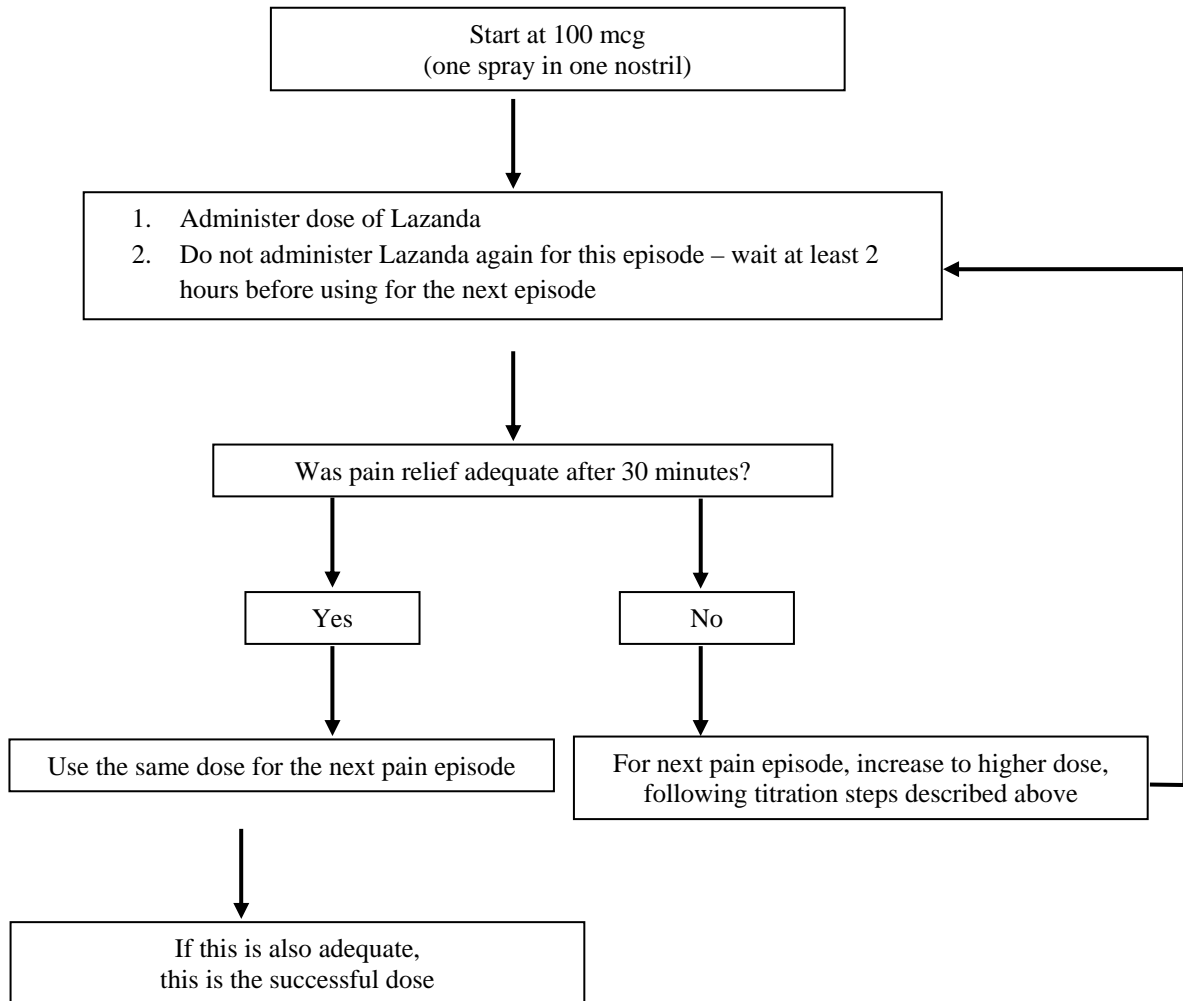 Start at 100 mcg
(one spray in one nostril)
1. Administer dose of Lazanda
2. Do not administer Lazanda again for this episode – wait at least 2
hours before using for the next episode
Was pain relief adequate after 30 minutes?
Yes
No
Use the same dose for the next pain episode
For next pain episode, increase to higher dose,
following titration steps described above
If this is also adequate,
this is the successful dose